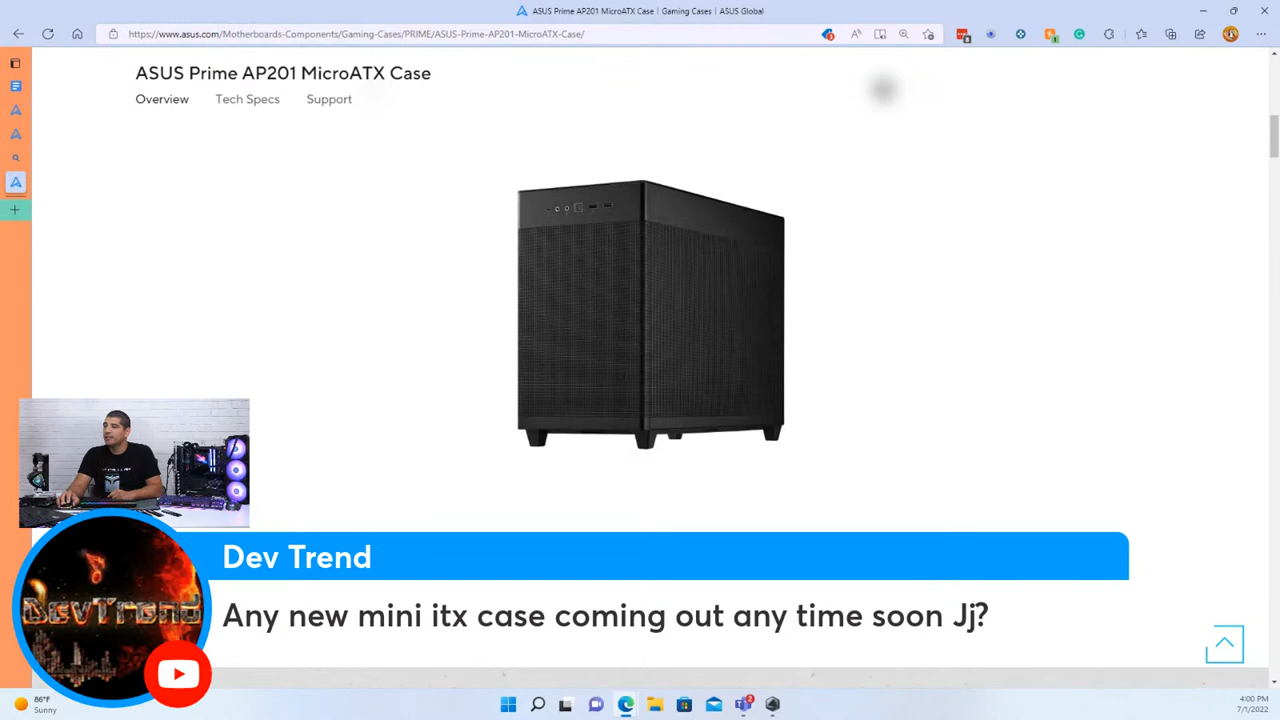 ASUS Prime AP201 MicroATX Case | Gaming Cases | ASUS Global
https://www.asus.com/Motherboards-Components/Gaming-Cases/PRIME/ASUS-Prime-AP201-MicroATX-Case/
ASUS Prime AP201 MicroATX Case
Overview Tech Specs Support
DevTrend
Dev Trend
Any new mini itx case coming out any time soon Jj?
86°F
Sunny
4:00 PM
7/1/2022